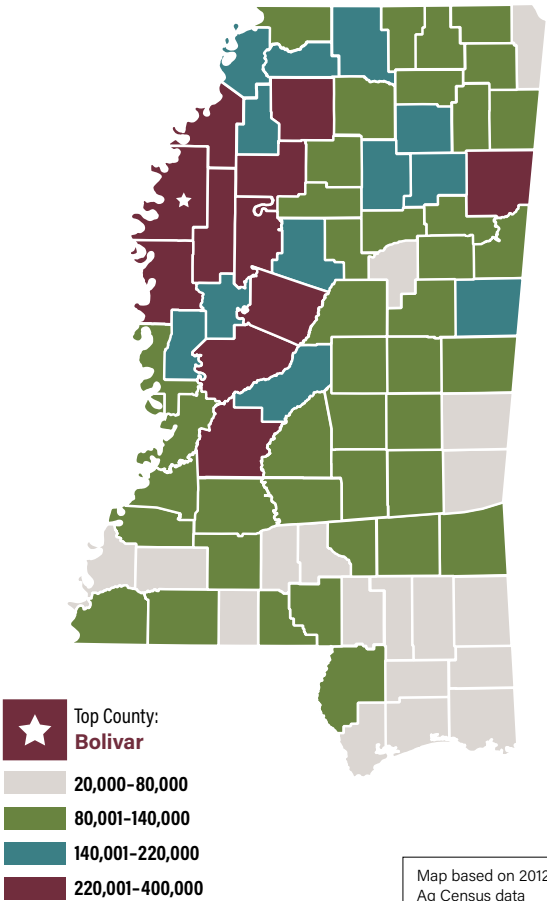 Top County:
Bolivar
20,000–80,000
80,001–140,000
140,001–220,000
220,001–400,000
Map based on 2012
Ag Census data